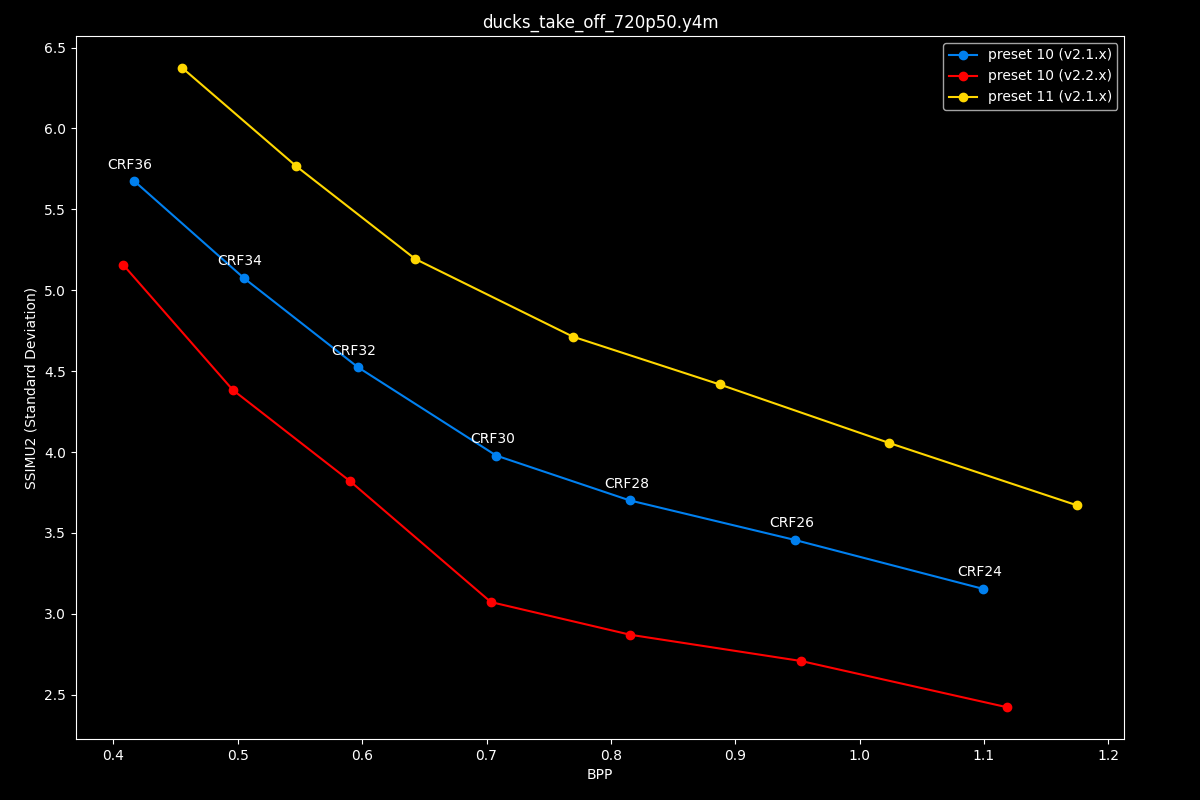 ducks_take_off_720p50.y4m
preset 10 (v2.1.x)
preset 10 (v2.2.x)
preset 11 (v2.1.x)
SSIMU2 (Standard Deviation)
6.5
6.0
5.5
5.0
4.5
4.0
3.5
3.0
2.5
CRF36
CRF34
CRF32
CRF30
CRF28
CRF26
CRF24
0.4
0.5
0.6
0.7
0.8
0.9
1.0
1.1
1.2
BPP